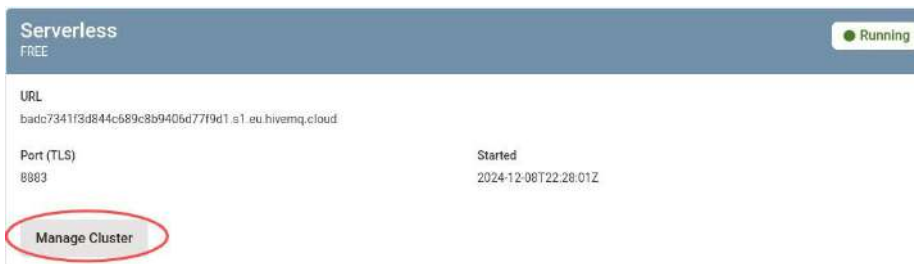 Serverless
FREE
Running
URL
badc7341f3d844c689c8b9406d77f9d1.s1.eu.hivemq.cloud
Port (TLS)
Started
8883
2024-12-08T22:28:01Z
Manage Cluster